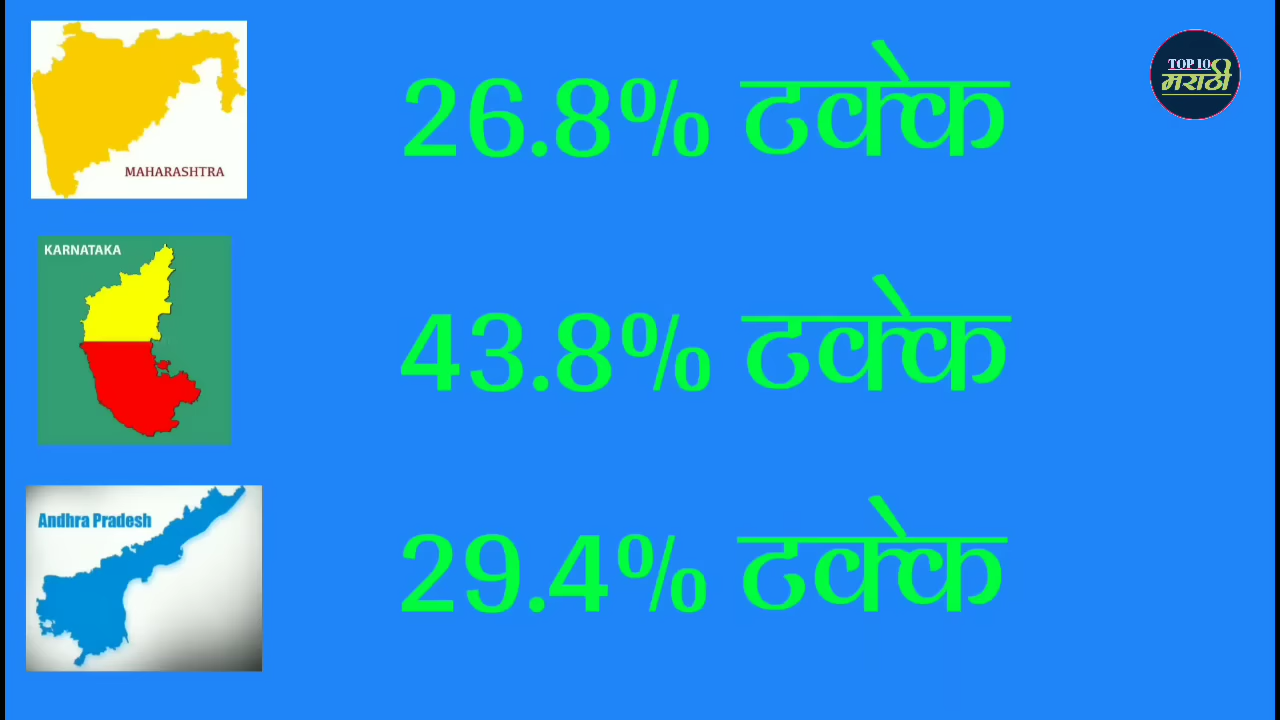 26.8% टक्के
TOP 10
मराठी
MAHARASHTRA
KARNATAKA
43.8% टक्के
Andhra Pradesh
29.4% टक्के